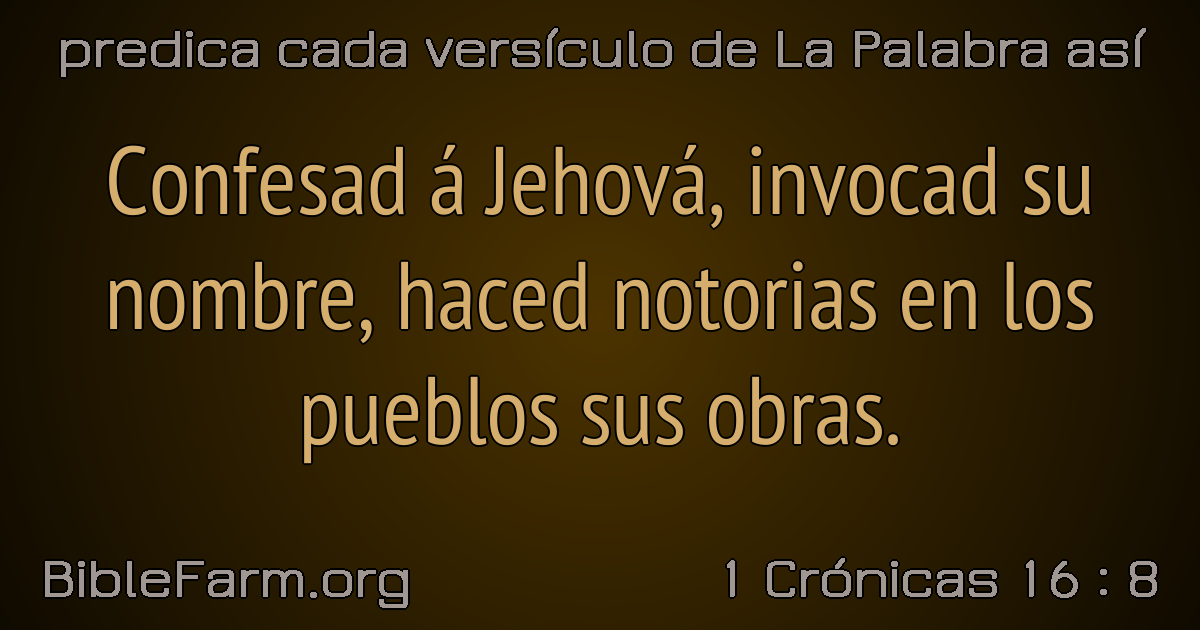 predica cada versículo de La Palabra así
Confesad á Jehová, invocad su
nombre, haced notorias en los
pueblos sus obras.
BibleFarm.org
1 Crónicas 16 : 8